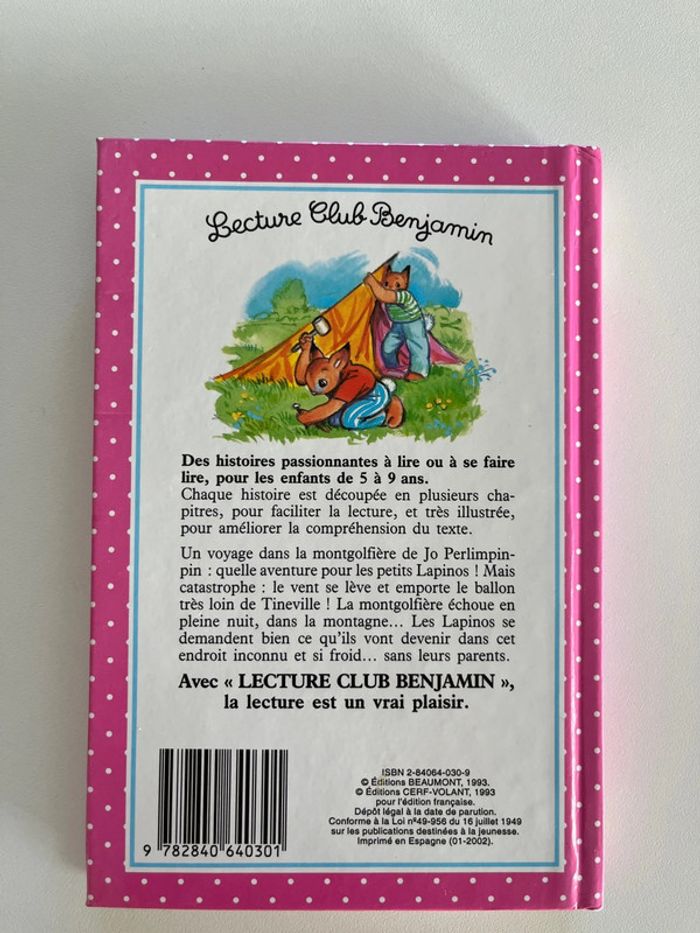 Lecture Club Benjamin
Des histoires passionnantes à lire ou à se faire
lire, pour les enfants de 5 à 9 ans.
Chaque histoire est découpée en plusieurs cha-
pitres, pour faciliter la lecture, et très illustrée,
pour améliorer la compréhension du texte.
Un voyage dans la montgolfière de Jo Perlimpin-
pin : quelle aventure pour les petits Lapinos ! Mais
catastrophe : le vent se lève et emporte le ballon
très loin de Tineville ! La montgolfière échoue en
pleine nuit, dans la montagne... Les Lapinos se
demandent bien ce qu'ils vont devenir dans cet
endroit inconnu et si froid... sans leurs parents.
Avec « LECTURE CLUB BENJAMIN »,
la lecture est un vrai plaisir.
ISBN 2-84064-030-9
© Éditions BEAUMONT, 1993.
© Éditions CERF-VOLANT, 1993
pour l'édition française.
Dépôt légal à la date de parution.
Conforme à la Loi n°49-956 du 16 juillet 1949
sur les publications destinées à la jeunesse.
Imprimé en Espagne (01-2002).
9 782840 640301